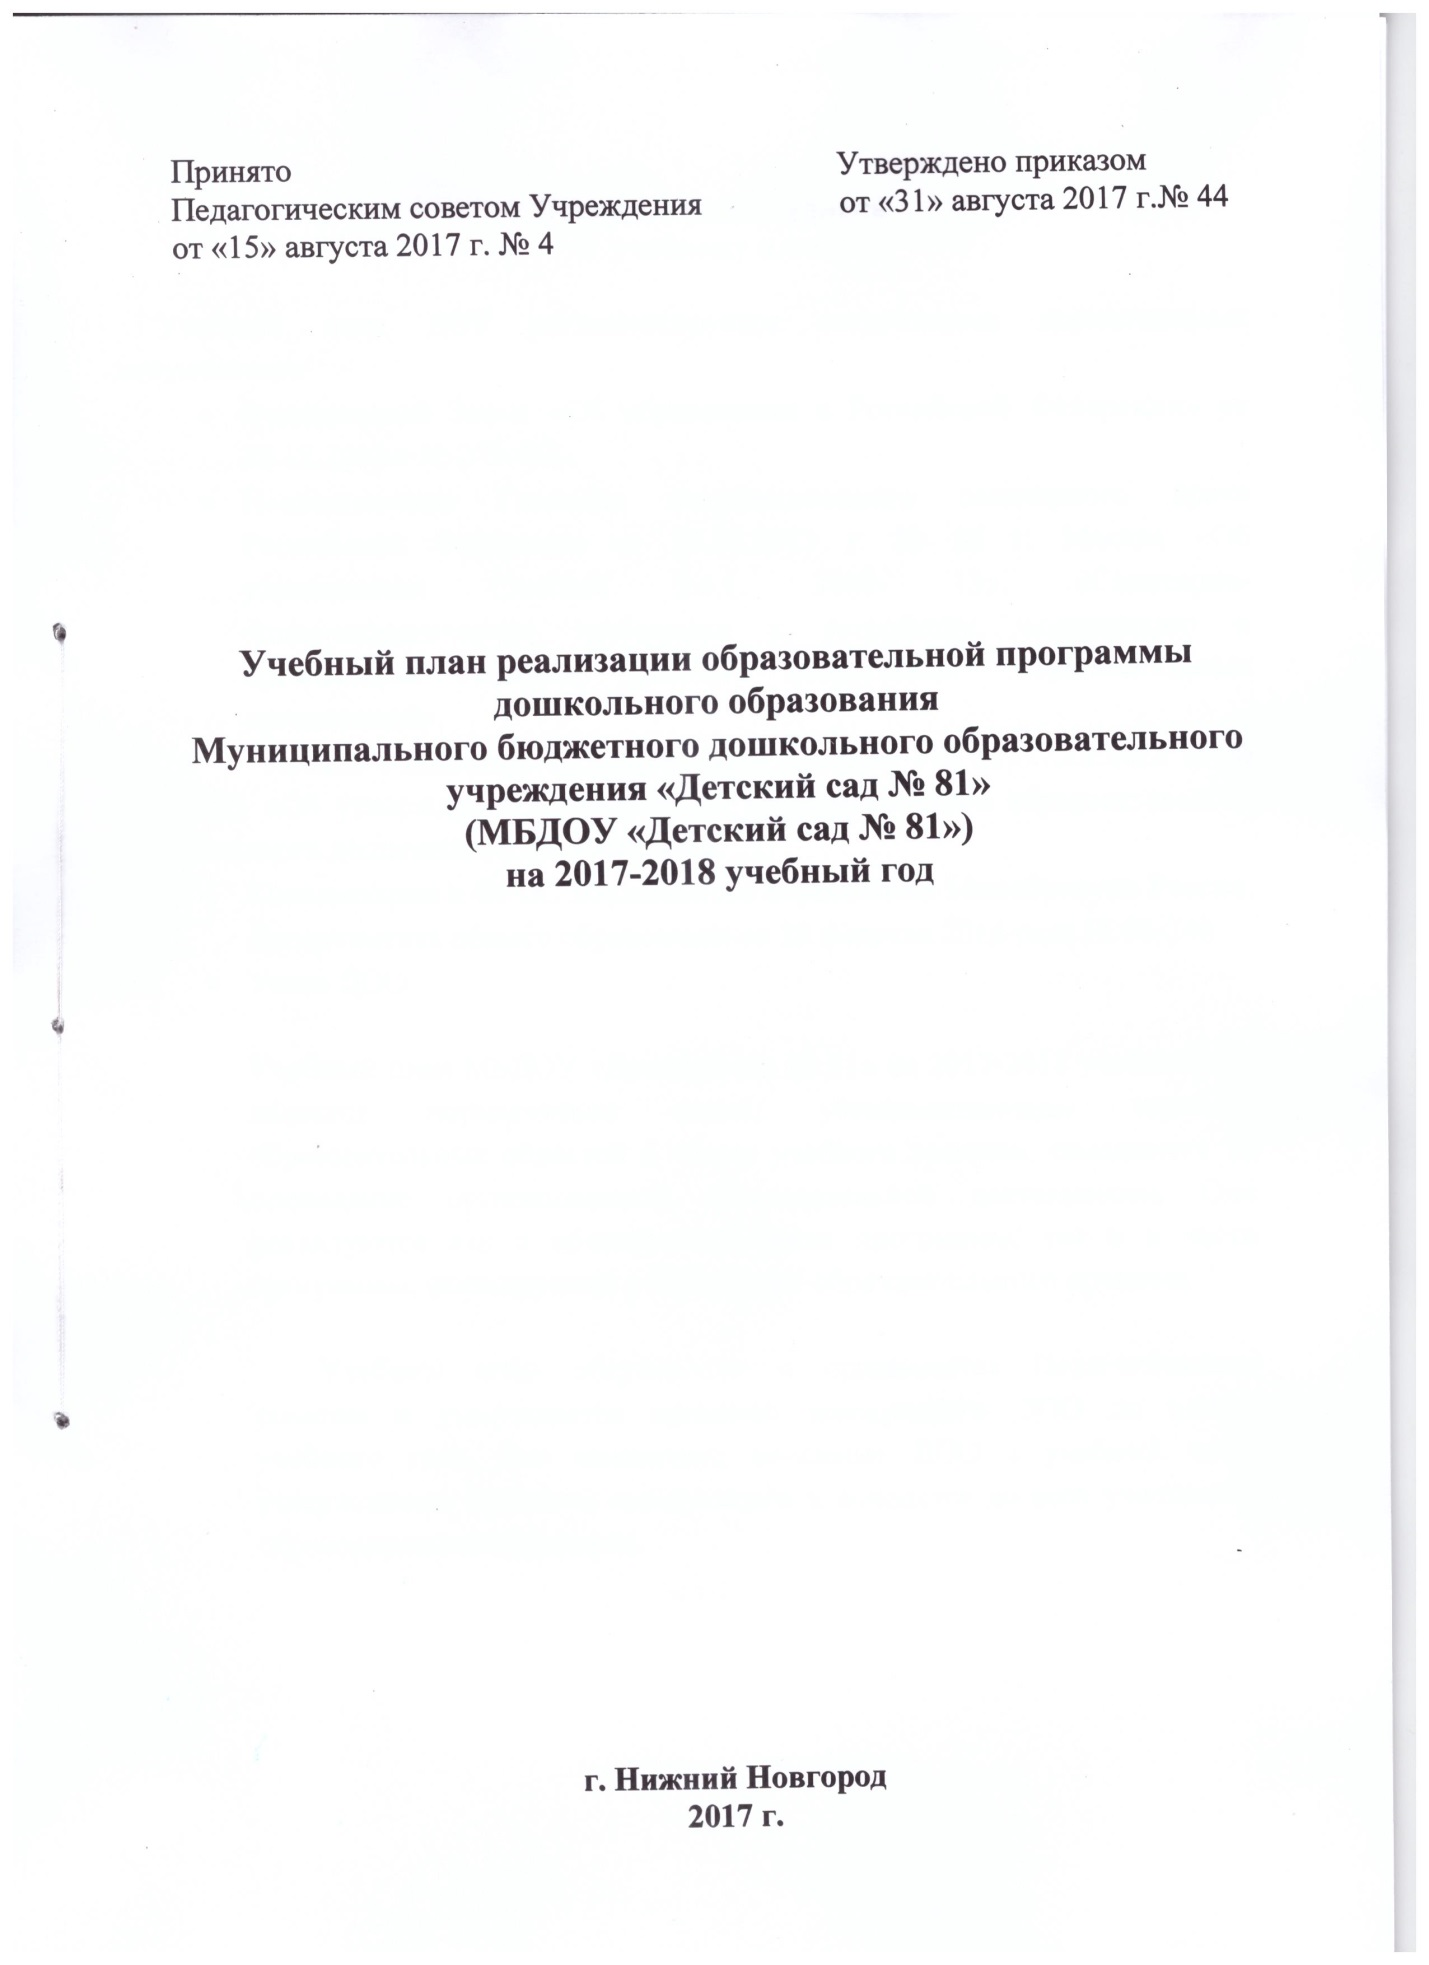 Принято
Педагогическим советом Учреждения
от «15» августа 2017 г. № 4
Утверждено приказом
от «31» августа 2017 г.№ 44
Учебный план реализации образовательной программы
дошкольного образования
Муниципального бюджетного дошкольного образовательного
учреждения «Детский сад № 81»
(МБДОУ «Детский сад № 81»)
на 2017-2018 учебный год
г. Нижний Новгород
2017 г.